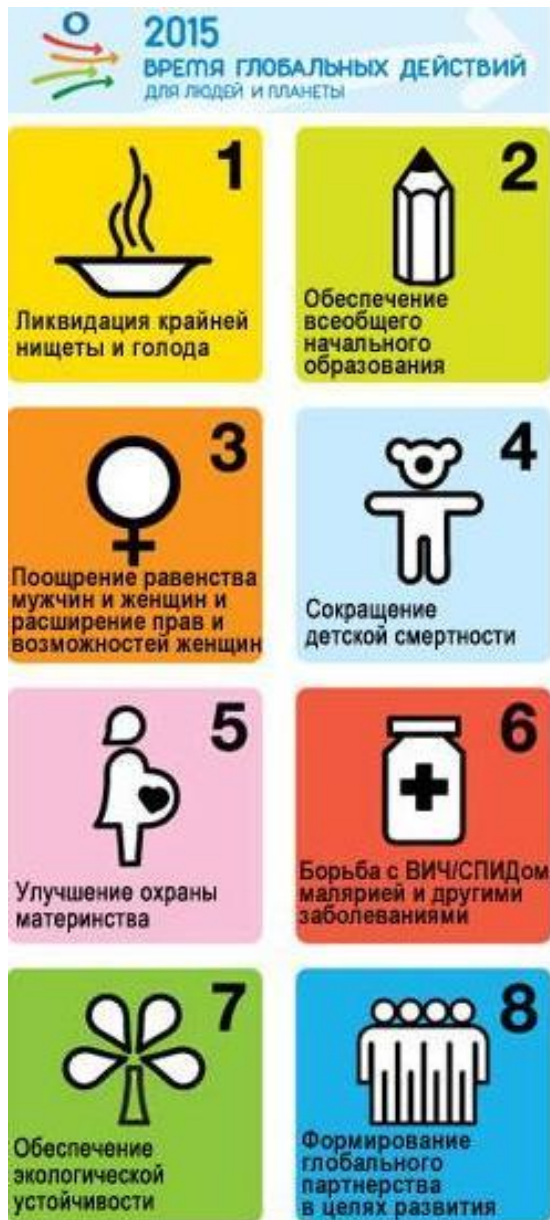 2015
ВРЕМЯ ГЛОБАЛЬНЫХ ДЕЙСТВИЙ
ДЛЯ ЛЮДЕЙ И ПЛАНЕТЫ
1
Ликвидация крайней
нищеты и голода
2
Обеспечение
всеобщего
начального
образования
3
Поощрение равенства
мужчин и женщин и
расширение прав и
возможностей женщин
4
Сокращение
детской смертности
5
Улучшение охраны
материнства
6
Борьба с ВИЧ/СПИДом
малярией и другими
заболеваниями
7
Обеспечение
экологической
устойчивости
8
Формирование
глобального
партнерства
в целях развития